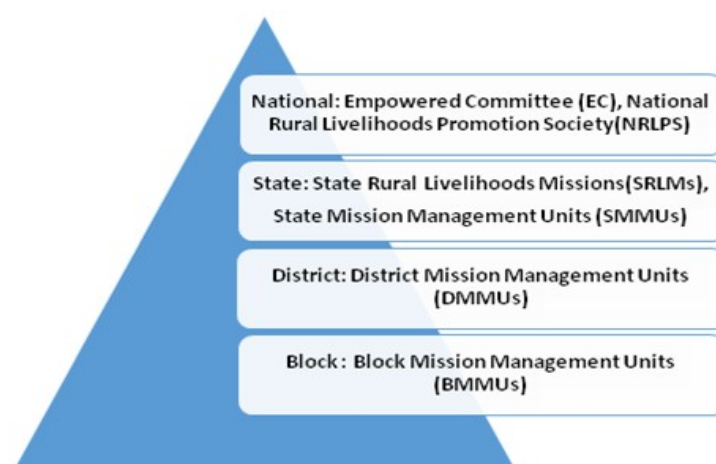 National: Empowered Committee (EC), National
Rural Livelihoods Promotion Society(NRLPS)
State: State Rural Livelihoods Missions(SRLMs),
State Mission Management Units (SMMUs)
District: District Mission Management Units
(DMMUs)
Block : Block Mission Management Units
(BMMUs)